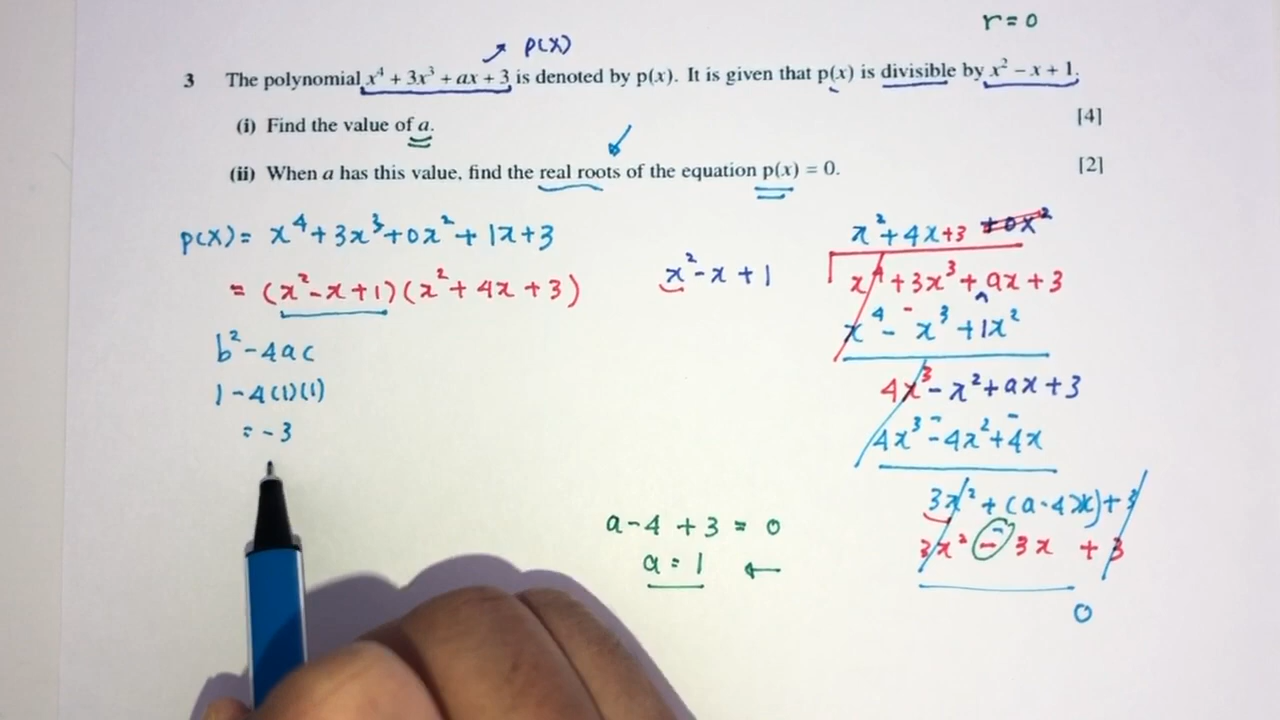 r = 0
p(x)
3 The polynomial x⁴ + 3x³ + ax + 3 is denoted by p(x). It is given that p(x) is divisible by x² − x + 1.
(i) Find the value of a. [4]
(ii) When a has this value, find the real roots of the equation p(x) = 0. [2]
p(x) = x⁴ + 3x³ + 0x² + 1x + 3
= (x² − x + 1)(x² + 4x + 3)
b² − 4ac
1 − 4(1)(1)
= −3
x² − x + 1
x² + 4x + 3 + 0x²
x⁴ + 3x³ + ax + 3
x⁴ − x³ + 1x²
4x³ − x² + ax + 3
4x³ − 4x² + 4x
3x² + (a − 4)x + 3
3x² − 3x + 3
0
a − 4 + 3 = 0
a = 1 ←